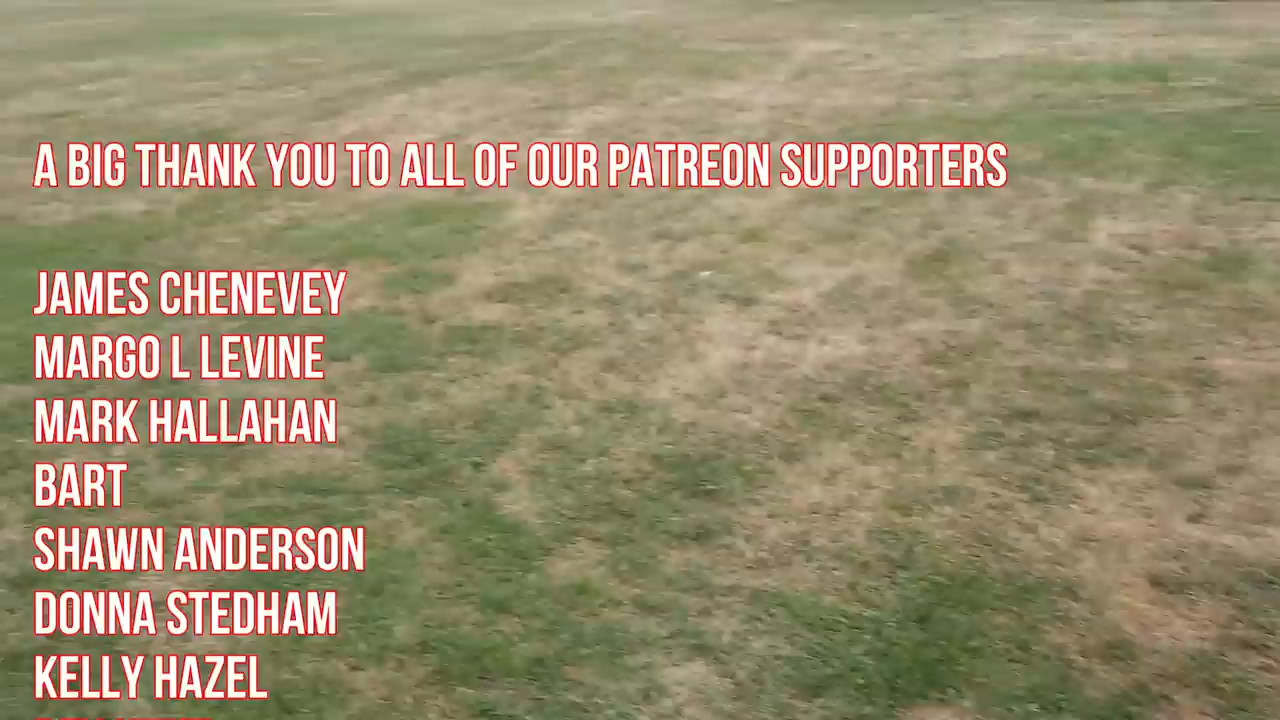 A BIG THANK YOU TO ALL OF OUR PATREON SUPPORTERS
JAMES CHENEVEY
MARGO L LEVINE
MARK HALLAHAN
BART
SHAWN ANDERSON
DONNA STEDHAM
KELLY HAZEL